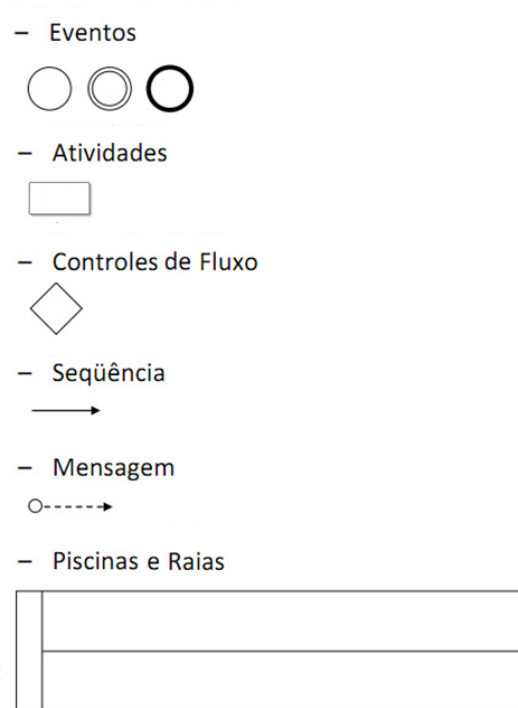 – Eventos
– Atividades
– Controles de Fluxo
– Seqüência
– Mensagem
– Piscinas e Raias